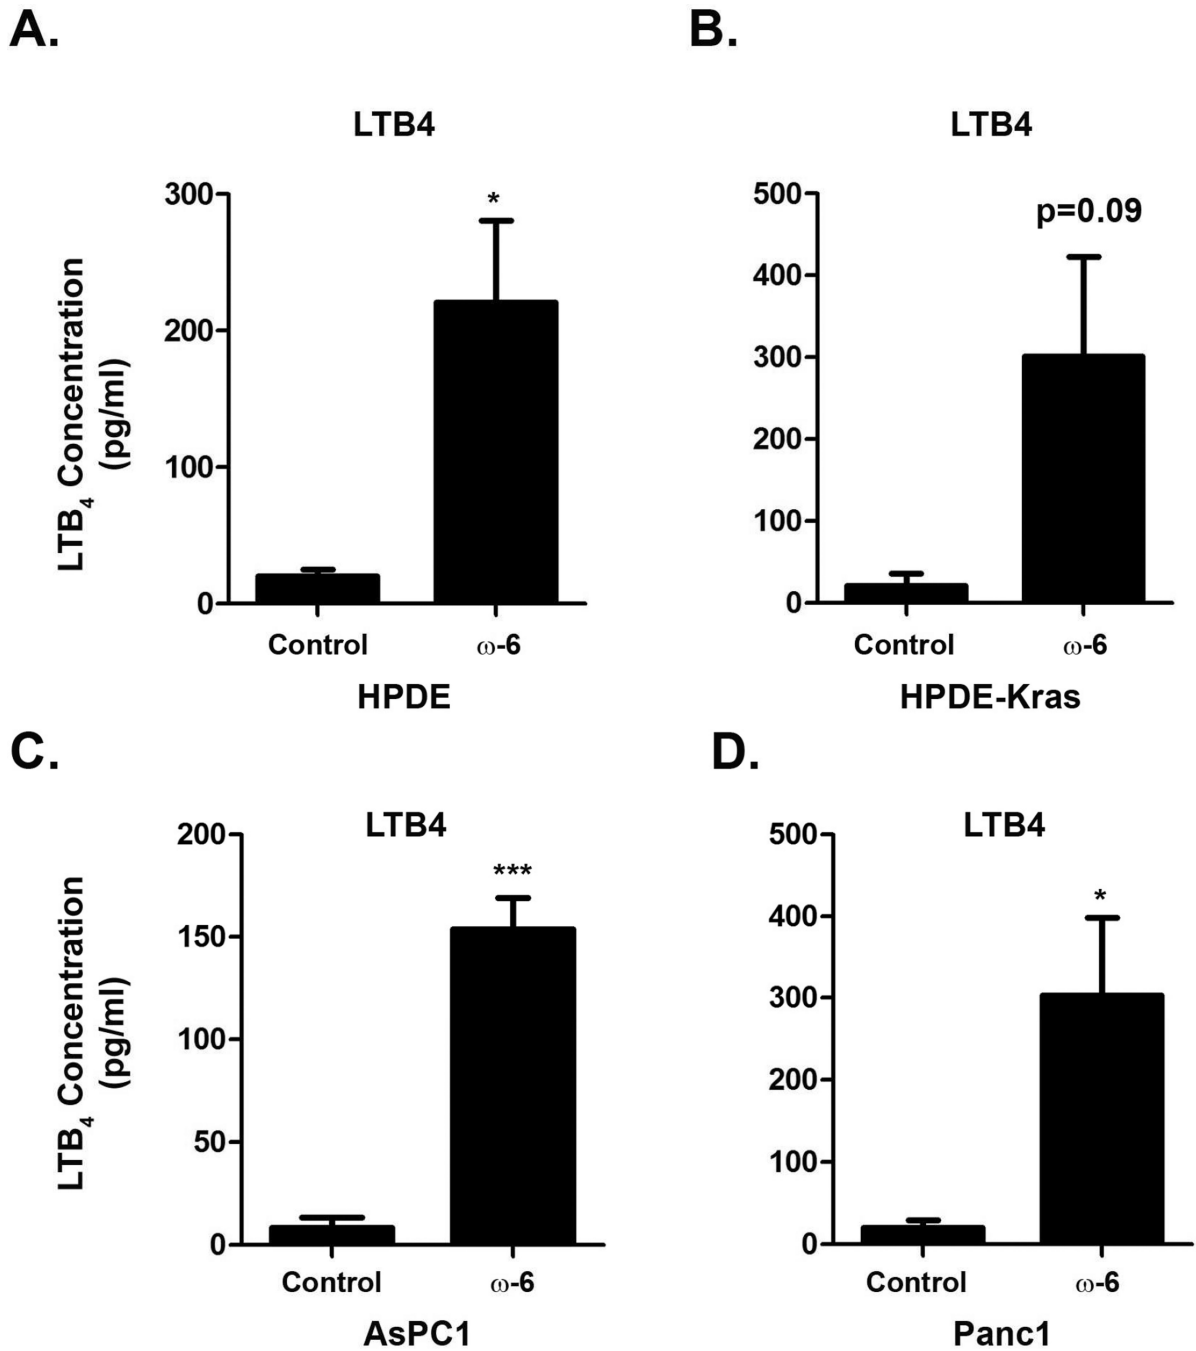 A.
LTB4
LTB₄ Concentration
(pg/ml)
300
200
100
0
*
Control
ω-6
HPDE
B.
LTB4
500
400
300
200
100
0
p=0.09
Control
ω-6
HPDE-Kras
C.
LTB4
LTB₄ Concentration
(pg/ml)
200
150
100
50
0
***
Control
ω-6
AsPC1
D.
LTB4
500
400
300
200
100
0
*
Control
ω-6
Panc1